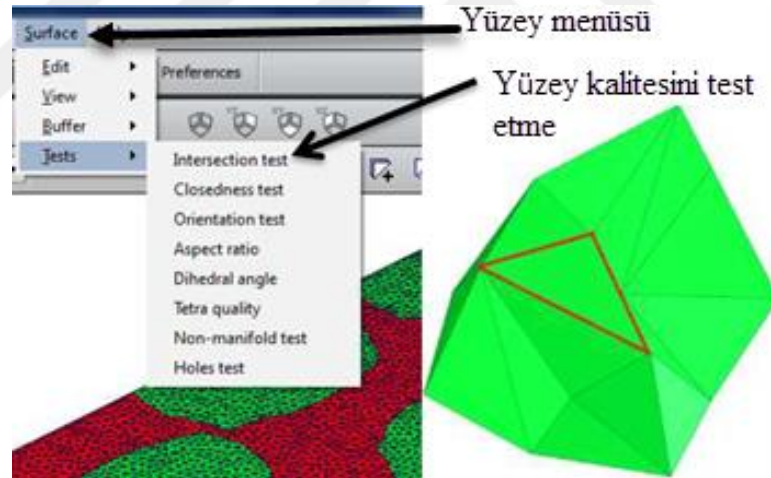 Yüzey menüsü
Surface
Edit
Preferences
View
Yüzey kalitesini test
etme
Buffer
Tests
Intersection test
Closedness test
Orientation test
Aspect ratio
Dihedral angle
Tetra quality
Non-manifold test
Holes test